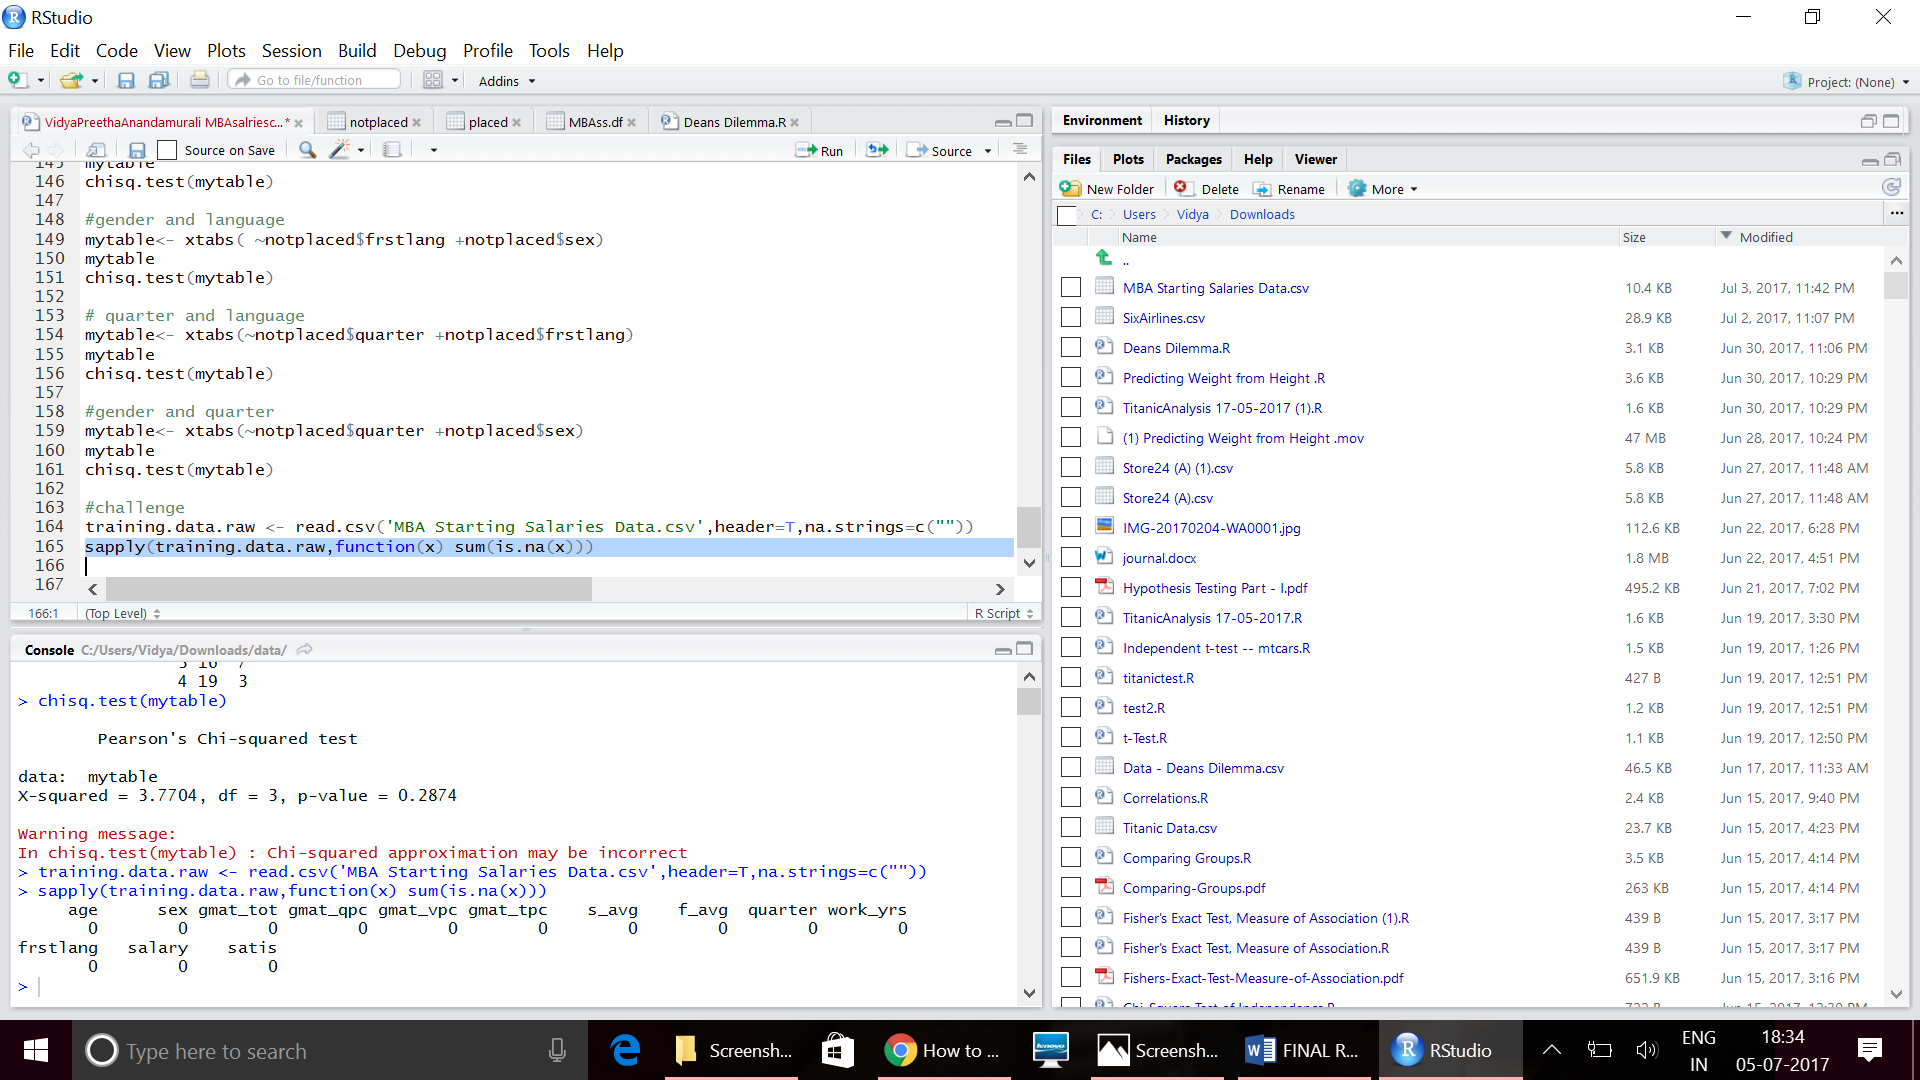 RStudio
File Edit Code View Plots Session Build Debug Profile Tools Help
Go to file/function Addins Project: (None)
VidyaPreethaAnandamurali MBAsalriesc...* notplaced placed MBAss.df Deans Dilemma.R
Source on Save Run Source
145 mytable
146 chisq.test(mytable)
147
148 #gender and language
149 mytable<- xtabs( ~notplaced$frstlang +notplaced$sex)
150 mytable
151 chisq.test(mytable)
152
153 # quarter and language
154 mytable<- xtabs(~notplaced$quarter +notplaced$frstlang)
155 mytable
156 chisq.test(mytable)
157
158 #gender and quarter
159 mytable<- xtabs(~notplaced$quarter +notplaced$sex)
160 mytable
161 chisq.test(mytable)
162
163 #challenge
164 training.data.raw <- read.csv('MBA Starting Salaries Data.csv',header=T,na.strings=c(""))
165 sapply(training.data.raw,function(x) sum(is.na(x)))
166
167
166:1 (Top Level) R Script
Console C:/Users/Vidya/Downloads/data/
3 16 7
4 19 3
> chisq.test(mytable)
Pearson's Chi-squared test
data: mytable
X-squared = 3.7704, df = 3, p-value = 0.2874
Warning message:
In chisq.test(mytable) : Chi-squared approximation may be incorrect
> training.data.raw <- read.csv('MBA Starting Salaries Data.csv',header=T,na.strings=c(""))
> sapply(training.data.raw,function(x) sum(is.na(x)))
age sex gmat_tot gmat_qpc gmat_vpc gmat_tpc s_avg f_avg quarter work_yrs
0 0 0 0 0 0 0 0 0 0
frstlang salary satis
0 0 0
>
Environment History
Files Plots Packages Help Viewer
New Folder Delete Rename More
C: Users Vidya Downloads ...
Name Size Modified
..
MBA Starting Salaries Data.csv 10.4 KB Jul 3, 2017, 11:42 PM
SixAirlines.csv 28.9 KB Jul 2, 2017, 11:07 PM
Deans Dilemma.R 3.1 KB Jun 30, 2017, 11:06 PM
Predicting Weight from Height .R 3.6 KB Jun 30, 2017, 10:29 PM
TitanicAnalysis 17-05-2017 (1).R 1.6 KB Jun 30, 2017, 10:29 PM
(1) Predicting Weight from Height .mov 47 MB Jun 28, 2017, 10:24 PM
Store24 (A) (1).csv 5.8 KB Jun 27, 2017, 11:48 AM
Store24 (A).csv 5.8 KB Jun 27, 2017, 11:48 AM
IMG-20170204-WA0001.jpg 112.6 KB Jun 22, 2017, 6:28 PM
journal.docx 1.8 MB Jun 22, 2017, 4:51 PM
Hypothesis Testing Part - I.pdf 495.2 KB Jun 21, 2017, 7:02 PM
TitanicAnalysis 17-05-2017.R 1.6 KB Jun 19, 2017, 3:30 PM
Independent t-test -- mtcars.R 1.5 KB Jun 19, 2017, 1:26 PM
titanictest.R 427 B Jun 19, 2017, 12:51 PM
test2.R 1.2 KB Jun 19, 2017, 12:51 PM
t-Test.R 1.1 KB Jun 19, 2017, 12:50 PM
Data - Deans Dilemma.csv 46.5 KB Jun 17, 2017, 11:33 AM
Correlations.R 2.4 KB Jun 15, 2017, 9:40 PM
Titanic Data.csv 23.7 KB Jun 15, 2017, 4:23 PM
Comparing Groups.R 3.5 KB Jun 15, 2017, 4:14 PM
Comparing-Groups.pdf 263 KB Jun 15, 2017, 4:14 PM
Fisher's Exact Test, Measure of Association (1).R 439 B Jun 15, 2017, 3:17 PM
Fisher's Exact Test, Measure of Association.R 439 B Jun 15, 2017, 3:17 PM
Fishers-Exact-Test-Measure-of-Association.pdf 651.9 KB Jun 15, 2017, 3:16 PM
Chi-Square Test of Independence.R
Type here to search Screensh... How to ... lenovo Screensh... FINAL R... RStudio
ENG 18:34
IN 05-07-2017